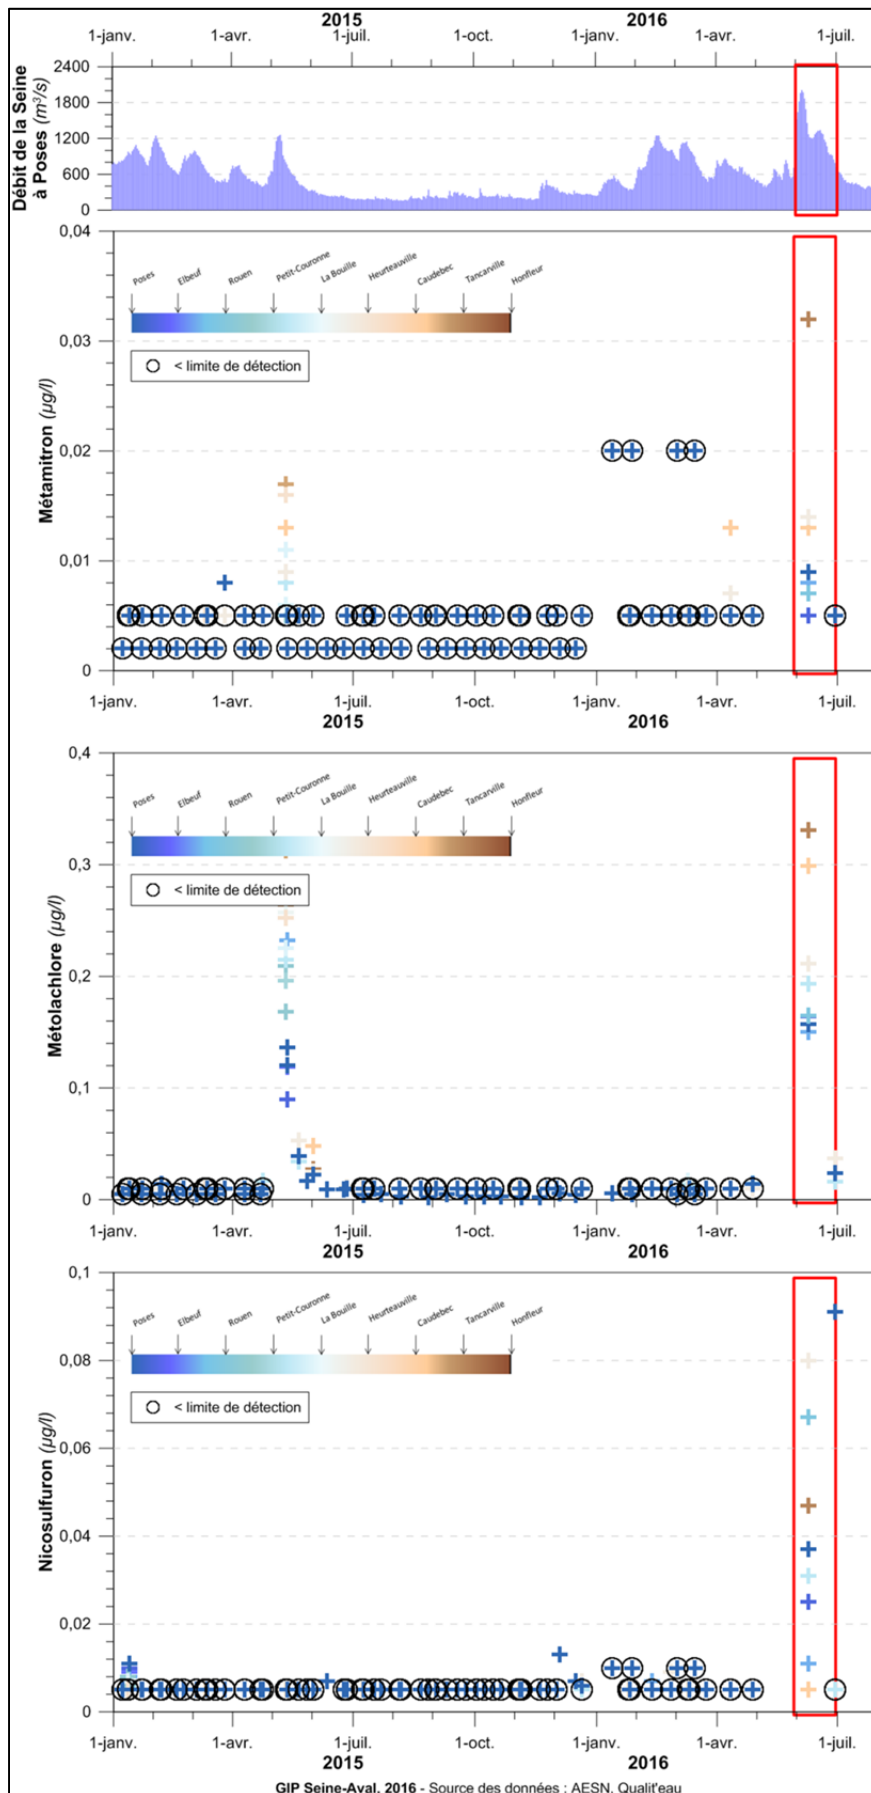 2015
2016
1-janv. 1-avr. 1-juil. 1-oct. 1-janv. 1-avr. 1-juil.
Débit de la Seine
à Poses (m³/s)
2400
1800
1200
600
0
Métamitron (µg/l)
0,04
0,03
0,02
0,01
0
Poses Elbeuf Rouen Petit-Couronne La Bouille Heurteauville Caudebec Tancarville Honfleur
< limite de détection
1-janv. 1-avr. 1-juil. 1-oct. 1-janv. 1-avr. 1-juil.
2015 2016
Métolachlore (µg/l)
0,4
0,3
0,2
0,1
0
Poses Elbeuf Rouen Petit-Couronne La Bouille Heurteauville Caudebec Tancarville Honfleur
< limite de détection
1-janv. 1-avr. 1-juil. 1-oct. 1-janv. 1-avr. 1-juil.
2015 2016
Nicosulfuron (µg/l)
0,1
0,08
0,06
0,04
0,02
0
Poses Elbeuf Rouen Petit-Couronne La Bouille Heurteauville Caudebec Tancarville Honfleur
< limite de détection
1-janv. 1-avr. 1-juil. 1-oct. 1-janv. 1-avr. 1-juil.
2015 2016
GIP Seine-Aval, 2016 - Source des données : AESN, Qualit'eau